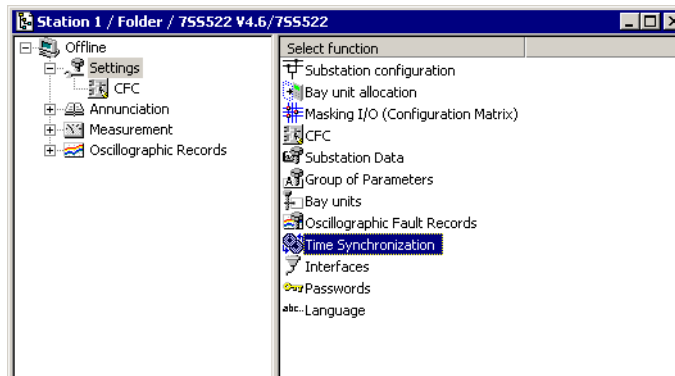 Station 1 / Folder / 7SS522 V4.6/7SS522
Offline
Settings
CFC
Annunciation
Measurement
Oscillographic Records
Select function
Substation configuration
Bay unit allocation
Masking I/O (Configuration Matrix)
CFC
Substation Data
Group of Parameters
Bay units
Oscillographic Fault Records
Time Synchronization
Interfaces
Passwords
abc.. Language